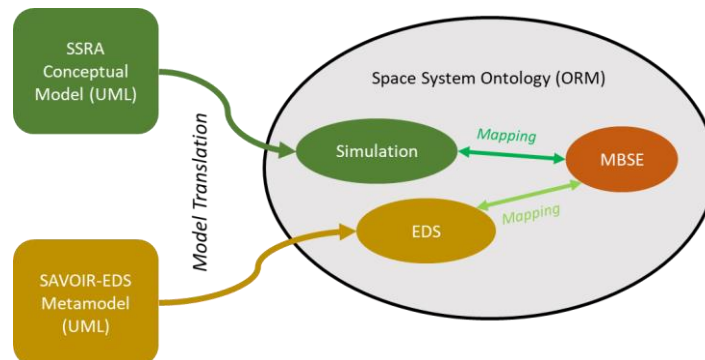 SSRA
Conceptual
Model (UML)
Model Translation
SAVOIR-EDS
Metamodel
(UML)
Space System Ontology (ORM)
Simulation
Mapping
MBSE
Mapping
EDS